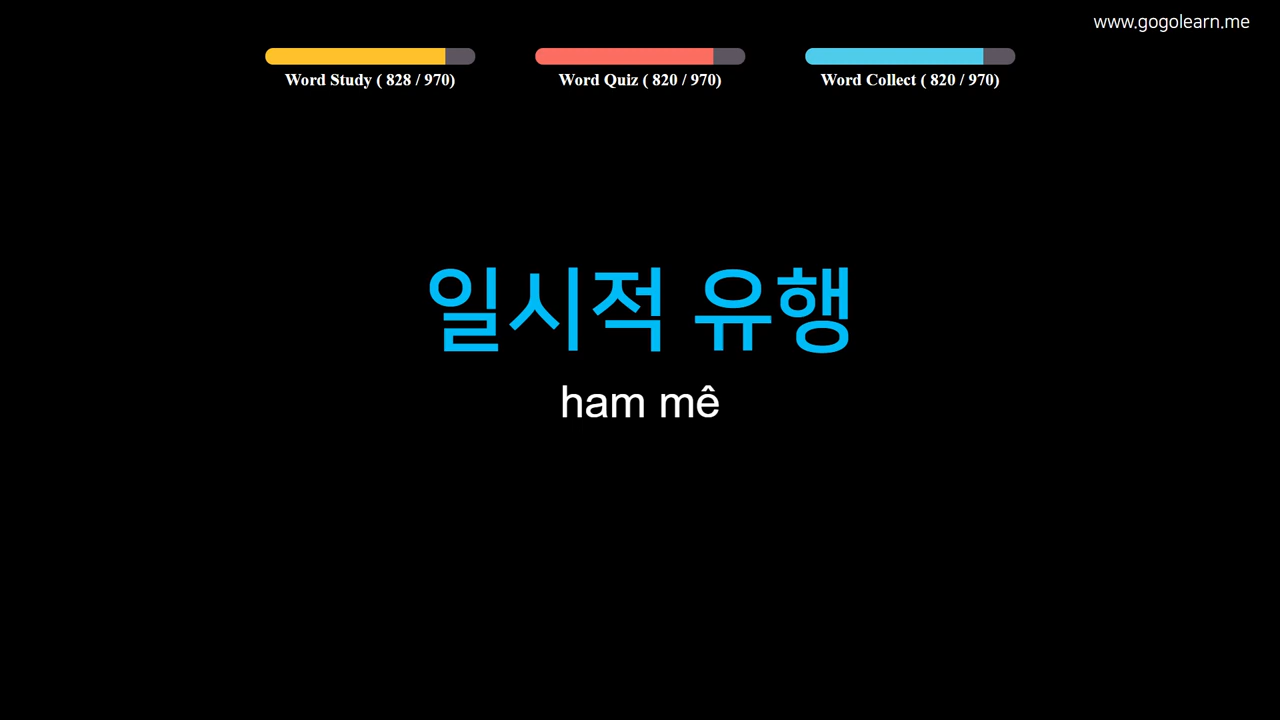 www.gogolearn.me
Word Study ( 828 / 970)
Word Quiz ( 820 / 970)
Word Collect ( 820 / 970)
일시적 유행
ham mê